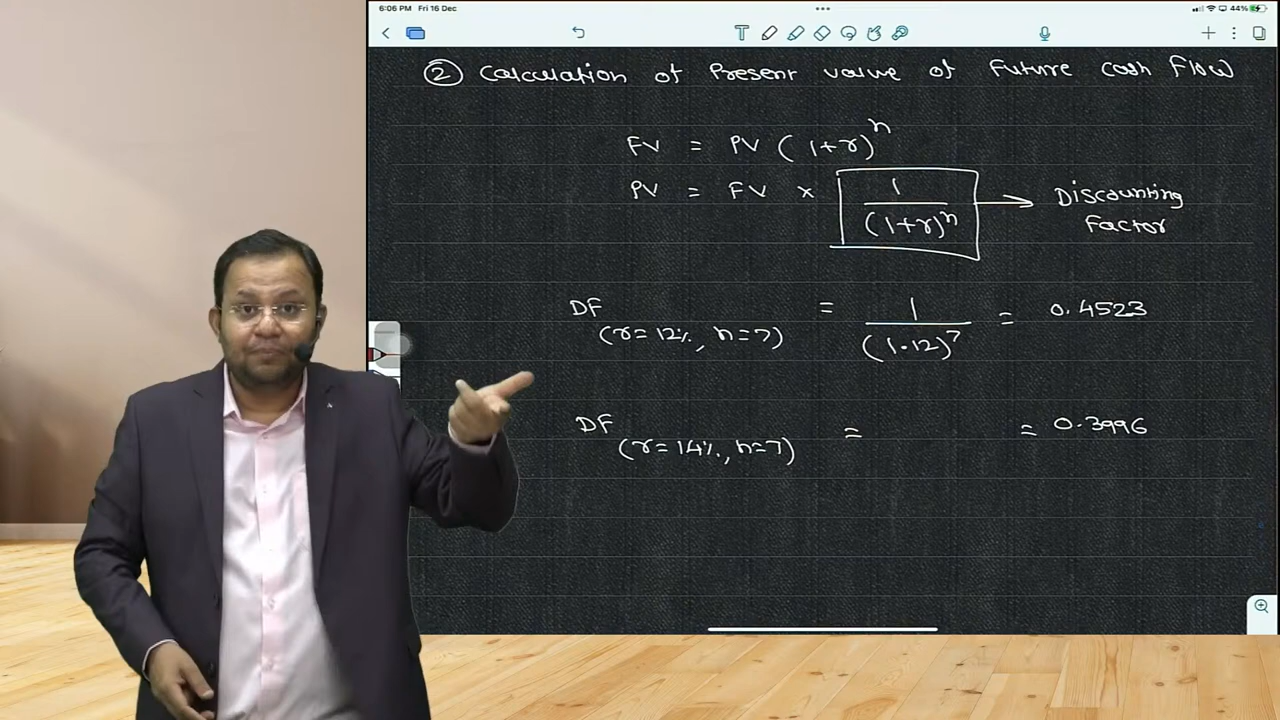 6:06 PM Fri 16 Dec
44%
T
② Calculation of Present value of Future Cash Flow
FV = PV (1+r)^n
PV = FV × 1/(1+r)^n → Discounting Factor
DF (r=12%, n=7) = 1/(1.12)^7 = 0.4523
DF (r=14%, n=7) = = 0.3996